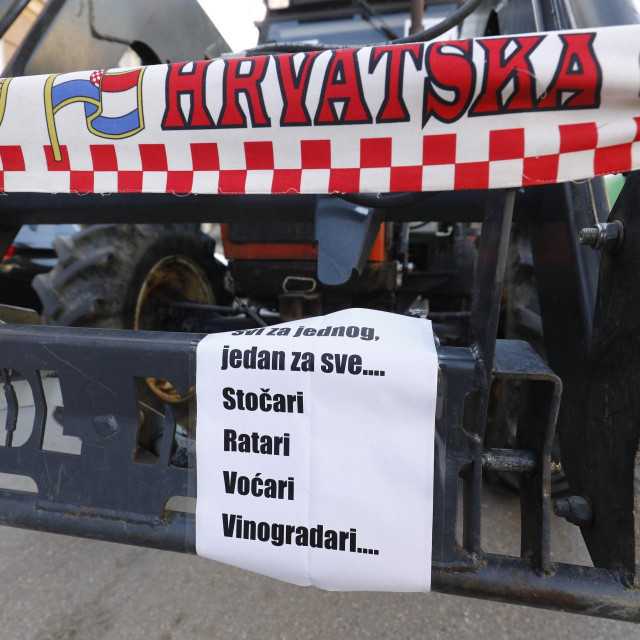 HRVATSKA
Svi za jednog,
jedan za sve....
Stočari
Ratari
Voćari
Vinogradari....